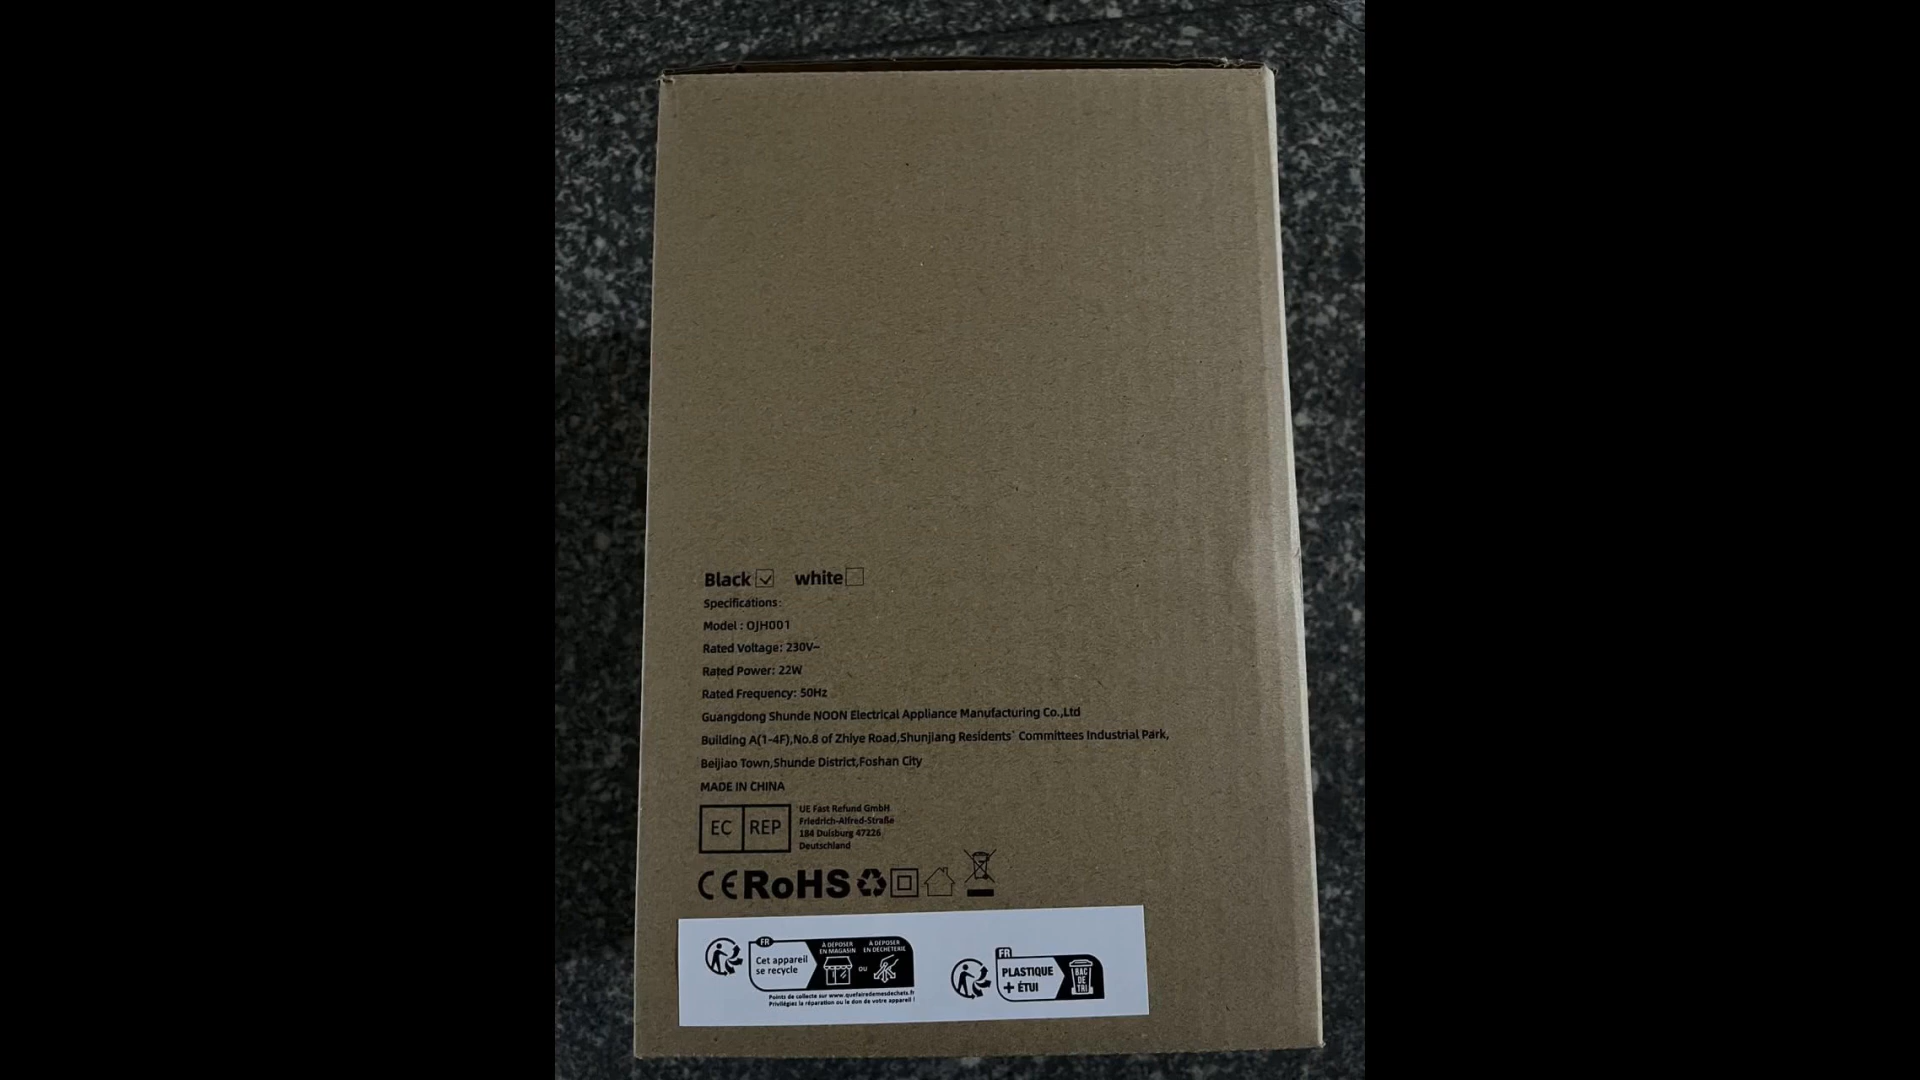 Black white
Specifications:
Model : OJH001
Rated Voltage: 230V~
Rated Power: 22W
Rated Frequency: 50Hz
Guangdong Shunde NOON Electrical Appliance Manufacturing Co.,Ltd
Building A(1-4F),No.8 of Zhiye Road,Shunjiang Residents` Committees Industrial Park,
Beijiao Town,Shunde District,Foshan City
MADE IN CHINA
EC REP
UE Fast Refund GmbH
Friedrich-Alfred-Straße
184 Duisburg 47226
Deutschland
CE RoHS
FR
Cet appareil
se recycle
À DÉPOSER
EN MAGASIN
OU
À DÉPOSER
EN DÉCHÈTERIE
Points de collecte sur www.quefairedemesdechets.fr
Privilégiez la réparation ou le don de votre appareil !
FR
PLASTIQUE
+ ÉTUI
BAC
DE
TRI